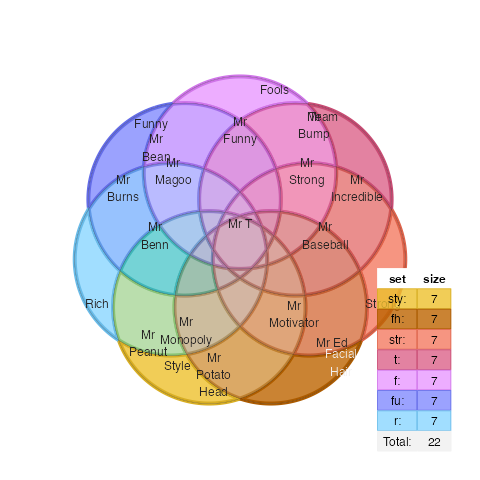 Fools
Funny
Mr
Bean
Mr
Funny
Team
Mr
Bump
Mr
Magoo
Mr
Strong
Mr
Burns
Mr
Incredible
Mr
Benn
Mr T
Mr
Baseball
Rich
Mr
Motivator
Mr
Monopoly
Mr
Peanut
Style
Mr
Potato
Head
Mr Ed
Facial
set size
sty: 7
fh: 7
str: 7
t: 7
f: 7
fu: 7
r: 7
Total: 22